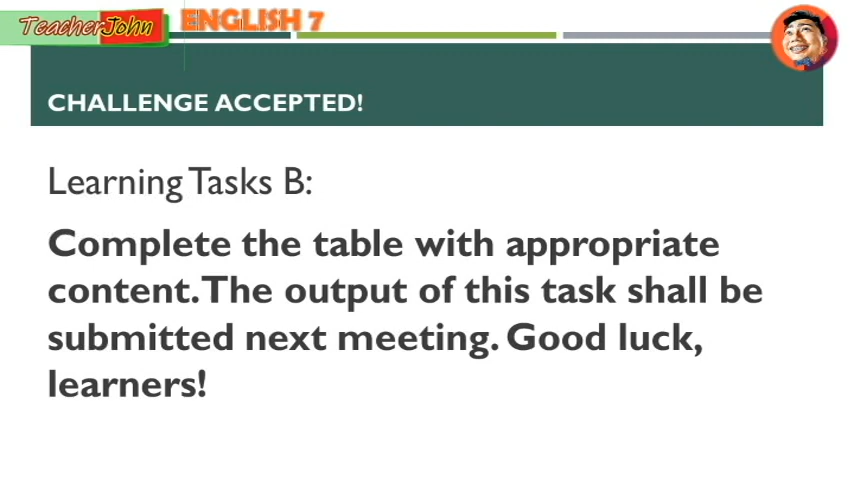 TeacherJohn ENGLISH 7
CHALLENGE ACCEPTED!
Learning Tasks B:
Complete the table with appropriate
content. The output of this task shall be
submitted next meeting. Good luck,
learners!